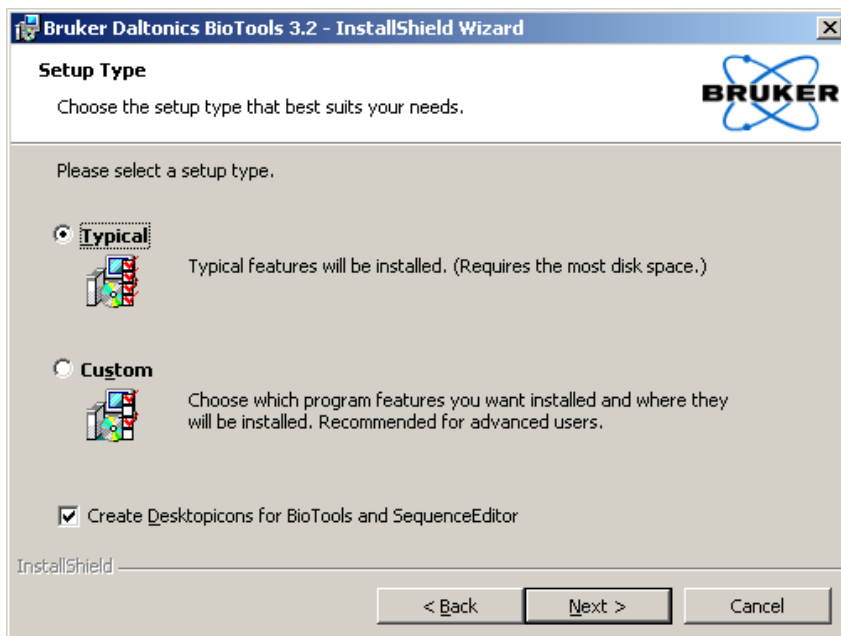 Bruker Daltonics BioTools 3.2 - InstallShield Wizard
Setup Type
Choose the setup type that best suits your needs.
BRUKER
Please select a setup type.
Typical
Typical features will be installed. (Requires the most disk space.)
Custom
Choose which program features you want installed and where they
will be installed. Recommended for advanced users.
Create Desktopicons for BioTools and SequenceEditor
InstallShield
< Back
Next >
Cancel